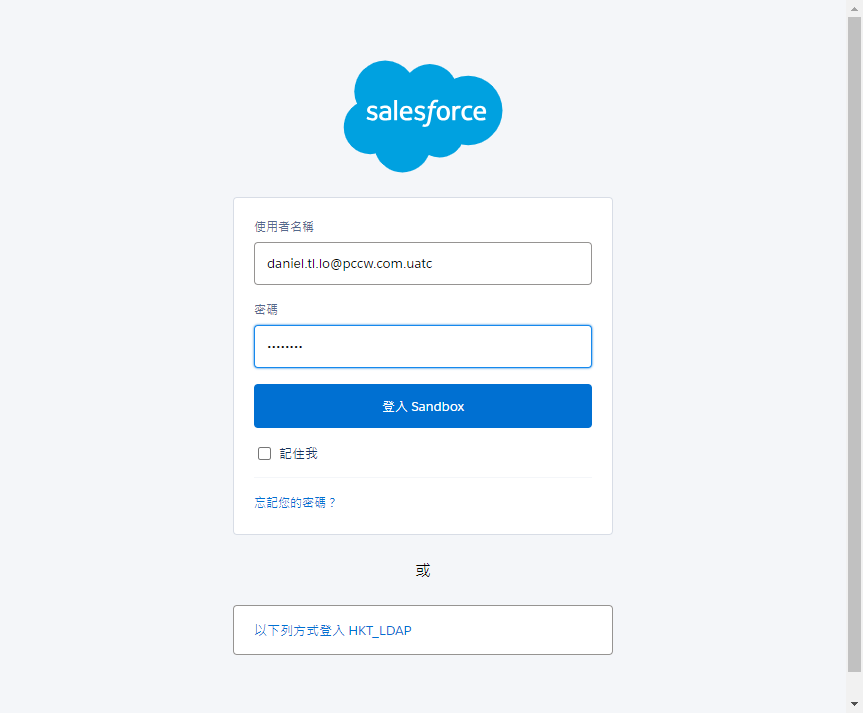 salesforce
使用者名稱
daniel.tl.lo@pccw.com.uatc
密碼
••••••••
登入 Sandbox
記住我
忘記您的密碼？
或
以下列方式登入 HKT_LDAP